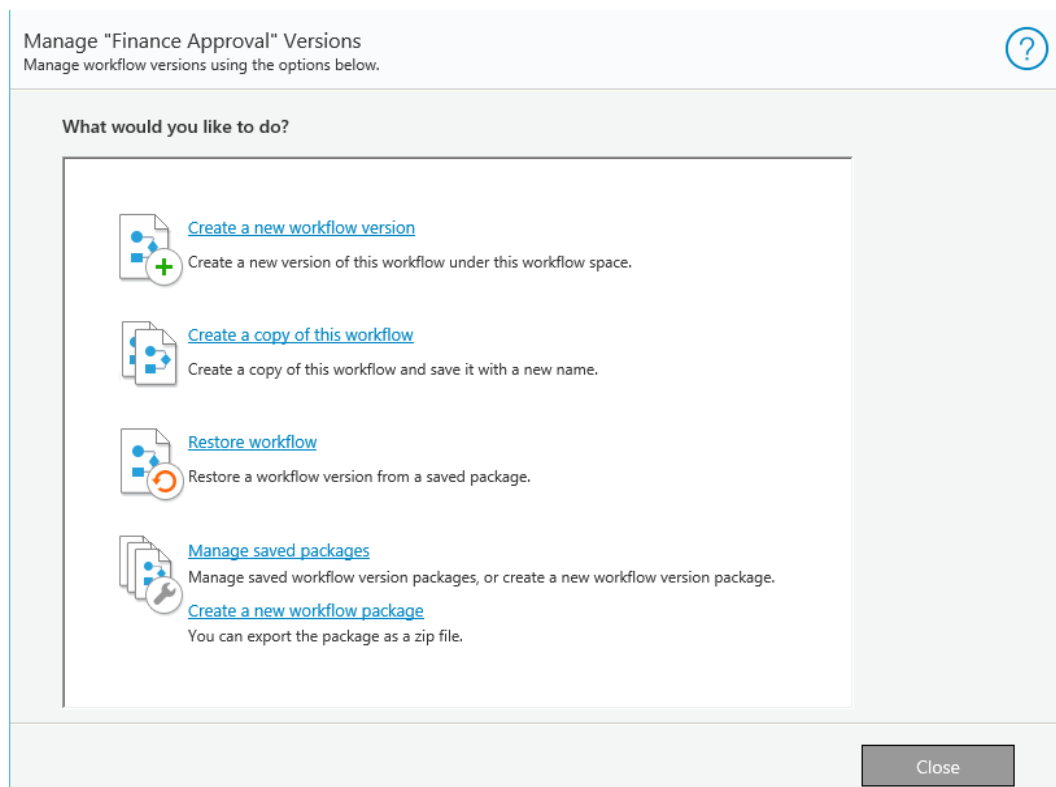 Manage "Finance Approval" Versions
Manage workflow versions using the options below.
?
What would you like to do?
Create a new workflow version
Create a new version of this workflow under this workflow space.
Create a copy of this workflow
Create a copy of this workflow and save it with a new name.
Restore workflow
Restore a workflow version from a saved package.
Manage saved packages
Manage saved workflow version packages, or create a new workflow version package.
Create a new workflow package
You can export the package as a zip file.
Close